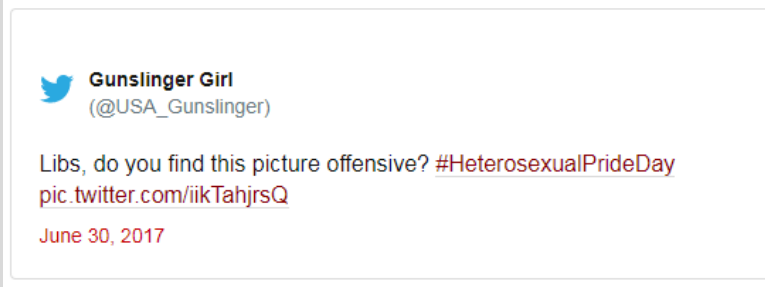 Gunslinger Girl
(@USA_Gunslinger)
Libs, do you find this picture offensive? #HeterosexualPrideDay
pic.twitter.com/iikTahjrsQ
June 30, 2017